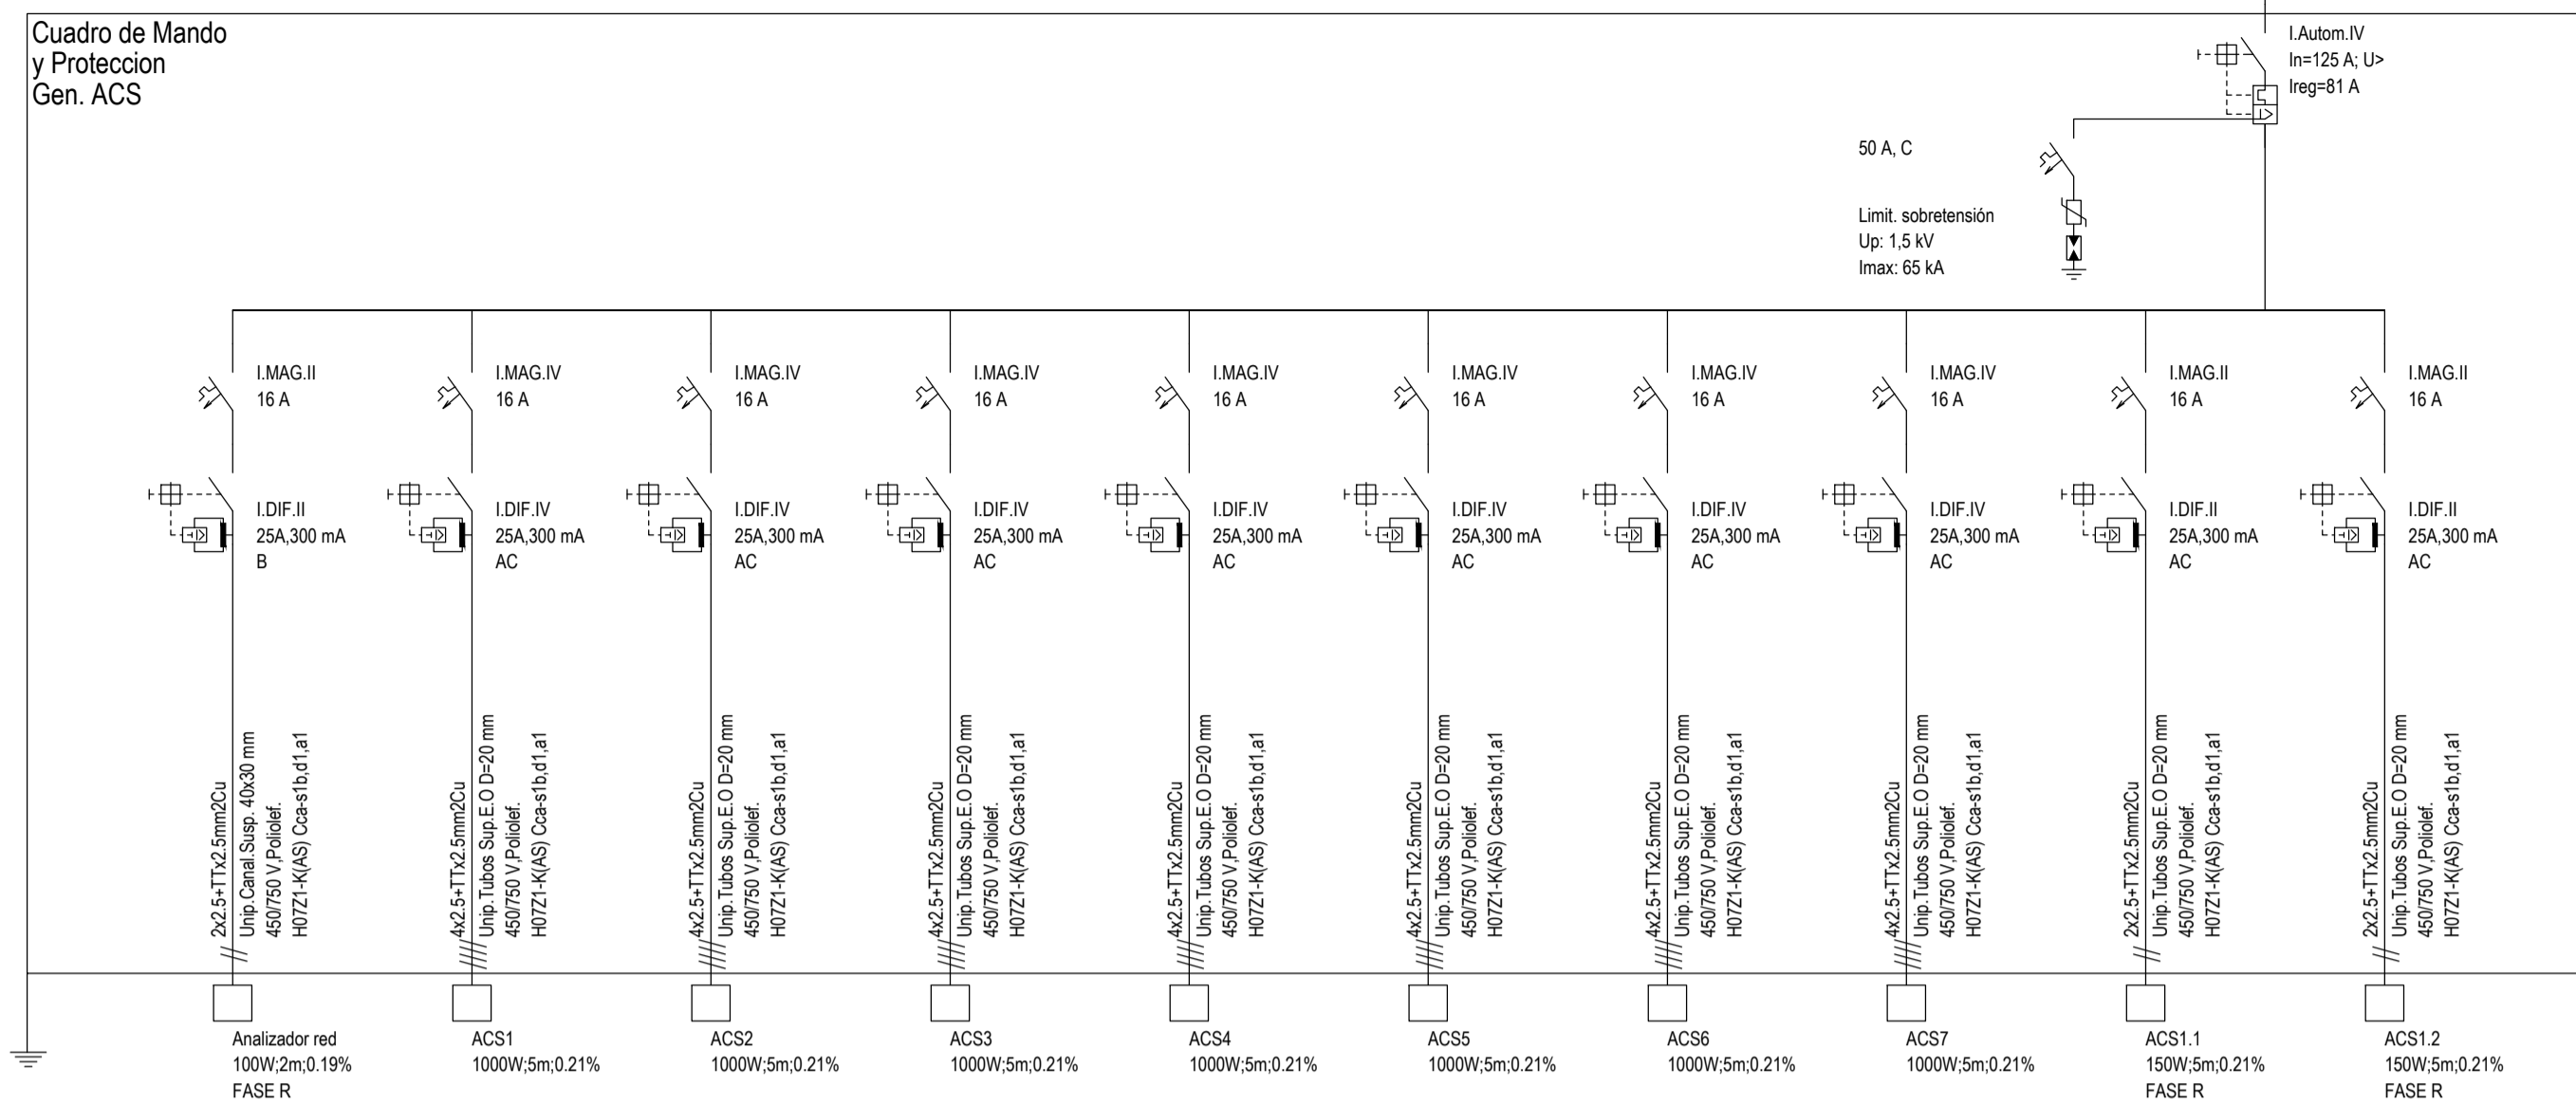 Cuadro de Mando
y Proteccion
Gen. ACS
I.Autom.IV
In=125 A; U>
Ireg=81 A
50 A, C
Limit. sobretensión
Up: 1,5 kV
Imax: 65 kA
I.MAG.II
16 A
I.DIF.II
25A,300 mA
B
2x2.5+TTx2.5mm2Cu
Unip.Canal.Susp. 40x30 mm
450/750 V,Poliolef.
H07Z1-K(AS) Cca-s1b,d1,a1
Analizador red
100W;2m;0.19%
FASE R
I.MAG.IV
16 A
I.DIF.IV
25A,300 mA
AC
4x2.5+TTx2.5mm2Cu
Unip.Tubos Sup.E.O D=20 mm
450/750 V,Poliolef.
H07Z1-K(AS) Cca-s1b,d1,a1
ACS1
1000W;5m;0.21%
I.MAG.IV
16 A
I.DIF.IV
25A,300 mA
AC
4x2.5+TTx2.5mm2Cu
Unip.Tubos Sup.E.O D=20 mm
450/750 V,Poliolef.
H07Z1-K(AS) Cca-s1b,d1,a1
ACS2
1000W;5m;0.21%
I.MAG.IV
16 A
I.DIF.IV
25A,300 mA
AC
4x2.5+TTx2.5mm2Cu
Unip.Tubos Sup.E.O D=20 mm
450/750 V,Poliolef.
H07Z1-K(AS) Cca-s1b,d1,a1
ACS3
1000W;5m;0.21%
I.MAG.IV
16 A
I.DIF.IV
25A,300 mA
AC
4x2.5+TTx2.5mm2Cu
Unip.Tubos Sup.E.O D=20 mm
450/750 V,Poliolef.
H07Z1-K(AS) Cca-s1b,d1,a1
ACS4
1000W;5m;0.21%
I.MAG.IV
16 A
I.DIF.IV
25A,300 mA
AC
4x2.5+TTx2.5mm2Cu
Unip.Tubos Sup.E.O D=20 mm
450/750 V,Poliolef.
H07Z1-K(AS) Cca-s1b,d1,a1
ACS5
1000W;5m;0.21%
I.MAG.IV
16 A
I.DIF.IV
25A,300 mA
AC
4x2.5+TTx2.5mm2Cu
Unip.Tubos Sup.E.O D=20 mm
450/750 V,Poliolef.
H07Z1-K(AS) Cca-s1b,d1,a1
ACS6
1000W;5m;0.21%
I.MAG.IV
16 A
I.DIF.IV
25A,300 mA
AC
4x2.5+TTx2.5mm2Cu
Unip.Tubos Sup.E.O D=20 mm
450/750 V,Poliolef.
H07Z1-K(AS) Cca-s1b,d1,a1
ACS7
1000W;5m;0.21%
I.MAG.II
16 A
I.DIF.II
25A,300 mA
AC
2x2.5+TTx2.5mm2Cu
Unip.Tubos Sup.E.O D=20 mm
450/750 V,Poliolef.
H07Z1-K(AS) Cca-s1b,d1,a1
ACS1.1
150W;5m;0.21%
FASE R
I.MAG.II
16 A
I.DIF.II
25A,300 mA
AC
2x2.5+TTx2.5mm2Cu
Unip.Tubos Sup.E.O D=20 mm
450/750 V,Poliolef.
H07Z1-K(AS) Cca-s1b,d1,a1
ACS1.2
150W;5m;0.21%
FASE R